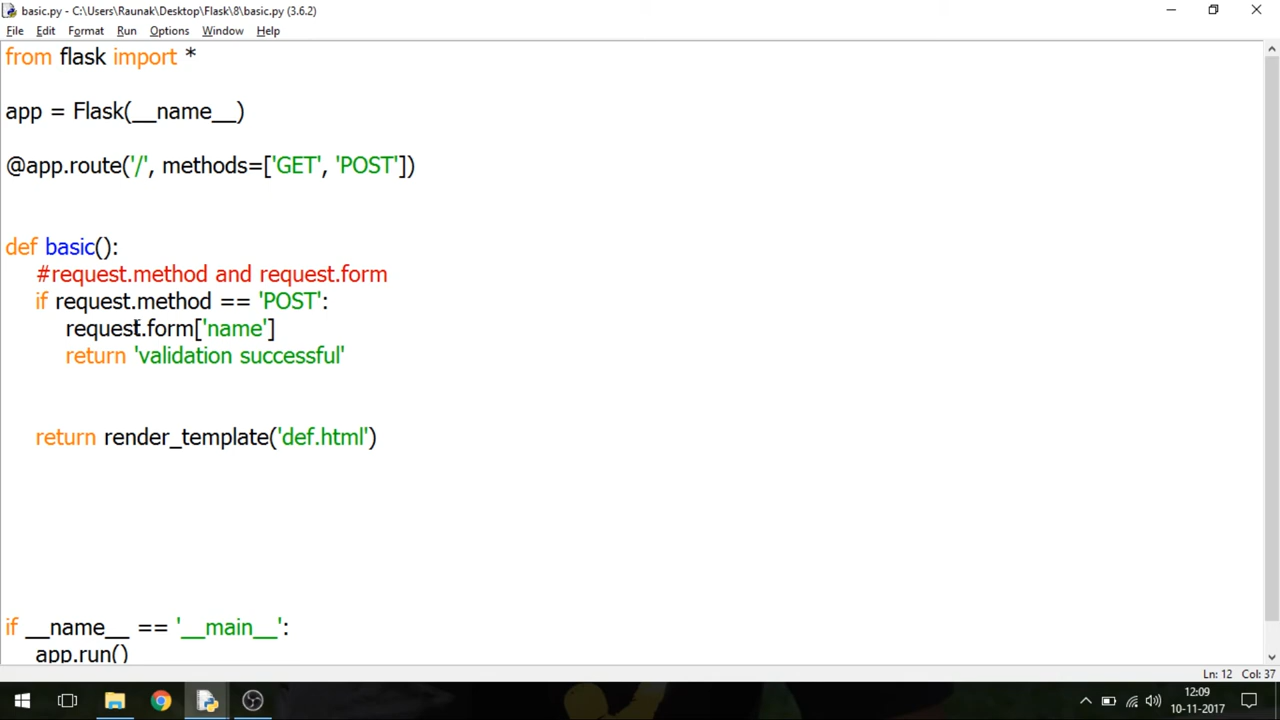 basic.py - C:\Users\Raunak\Desktop\Flask\8\basic.py (3.6.2)
File Edit Format Run Options Window Help
from flask import *
app = Flask(__name__)
@app.route('/', methods=['GET', 'POST'])
def basic():
#request.method and request.form
if request.method == 'POST':
request.form['name']
return 'validation successful'
return render_template('def.html')
if __name__ == '__main__':
app.run()
Ln: 12 Col: 37
12:09
10-11-2017